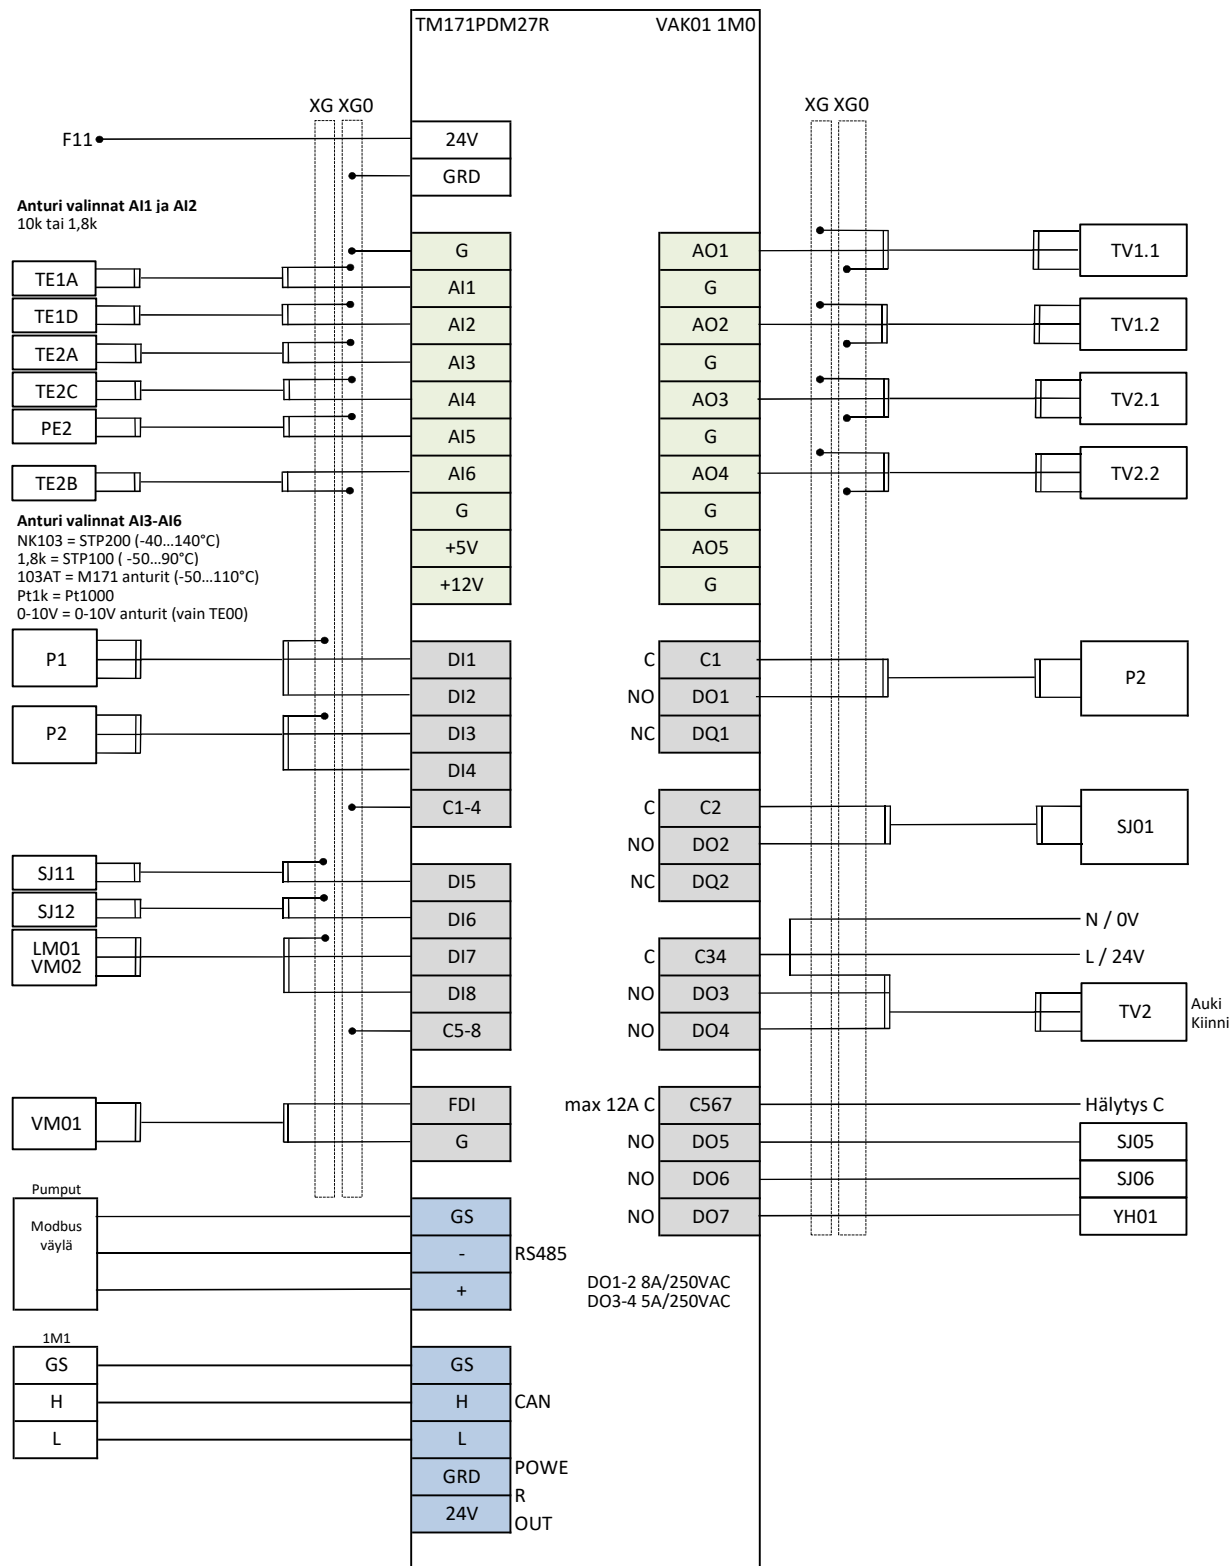 TM171PDM27R VAK01 1M0
XG XG0
XG XG0
F11
24V
GRD
Anturi valinnat AI1 ja AI2
10k tai 1,8k
TE1A
TE1D
TE2A
TE2C
PE2
TE2B
G
AI1
AI2
AI3
AI4
AI5
AI6
G
+5V
+12V
AO1
G
AO2
G
AO3
G
AO4
G
AO5
G
TV1.1
TV1.2
TV2.1
TV2.2
Anturi valinnat AI3-AI6
NK103 = STP200 (-40...140°C)
1,8k = STP100 ( -50...90°C)
103AT = M171 anturit (-50...110°C)
Pt1k = Pt1000
0-10V = 0-10V anturit (vain TE00)
P1
P2
DI1
DI2
DI3
DI4
C1-4
C C1
NO DO1
NC DQ1
P2
C C2
NO DO2
NC DQ2
SJ01
SJ11
SJ12
LM01
VM02
DI5
DI6
DI7
DI8
C5-8
C C34
NO DO3
NO DO4
N / 0V
L / 24V
TV2
Auki
Kiinni
VM01
FDI
G
max 12A C C567 Hälytys C
NO DO5 SJ05
NO DO6 SJ06
NO DO7 YH01
Pumput
Modbus
väylä
GS
-
+
RS485
DO1-2 8A/250VAC
DO3-4 5A/250VAC
1M1
GS
H
L
GS
H
L
CAN
GRD
24V
POWE
R
OUT